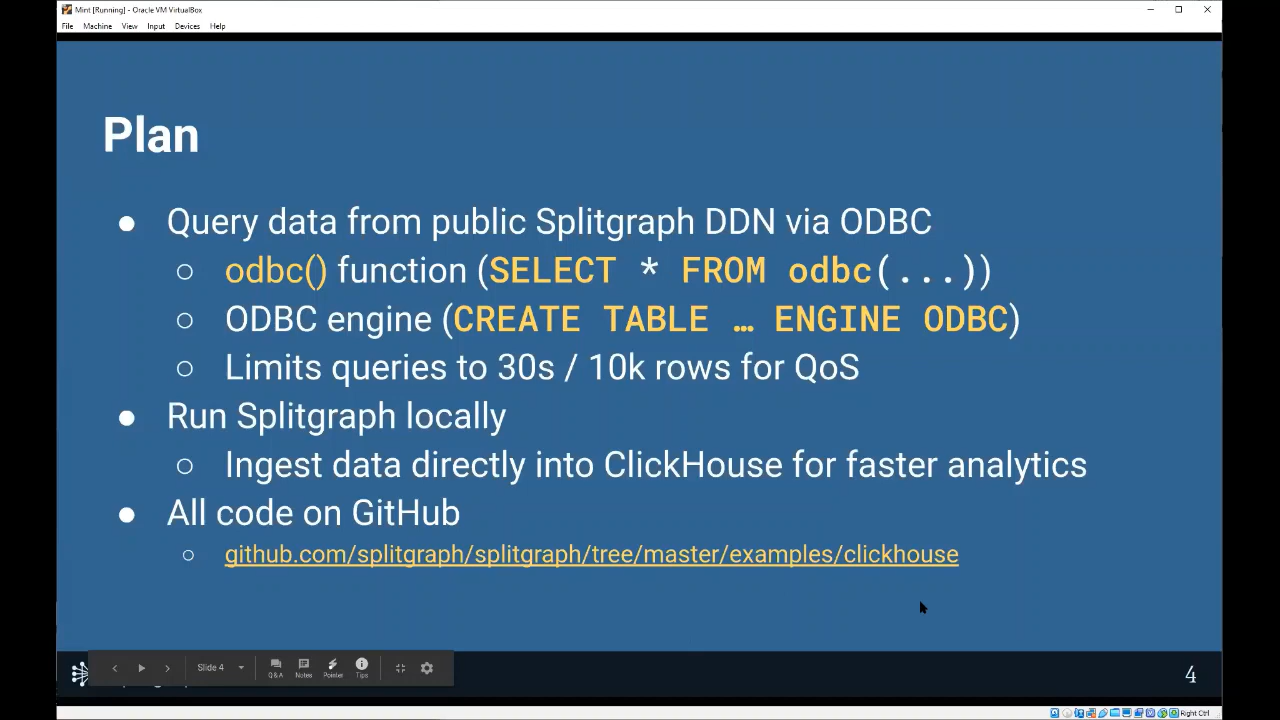 Mint [Running] - Oracle VM VirtualBox
File Machine View Input Devices Help
Plan
● Query data from public Splitgraph DDN via ODBC
○ odbc() function (SELECT * FROM odbc(...))
○ ODBC engine (CREATE TABLE … ENGINE ODBC)
○ Limits queries to 30s / 10k rows for QoS
● Run Splitgraph locally
○ Ingest data directly into ClickHouse for faster analytics
● All code on GitHub
○ github.com/splitgraph/splitgraph/tree/master/examples/clickhouse
Slide 4
Q&A Notes Pointer Tips
4
Right Ctrl